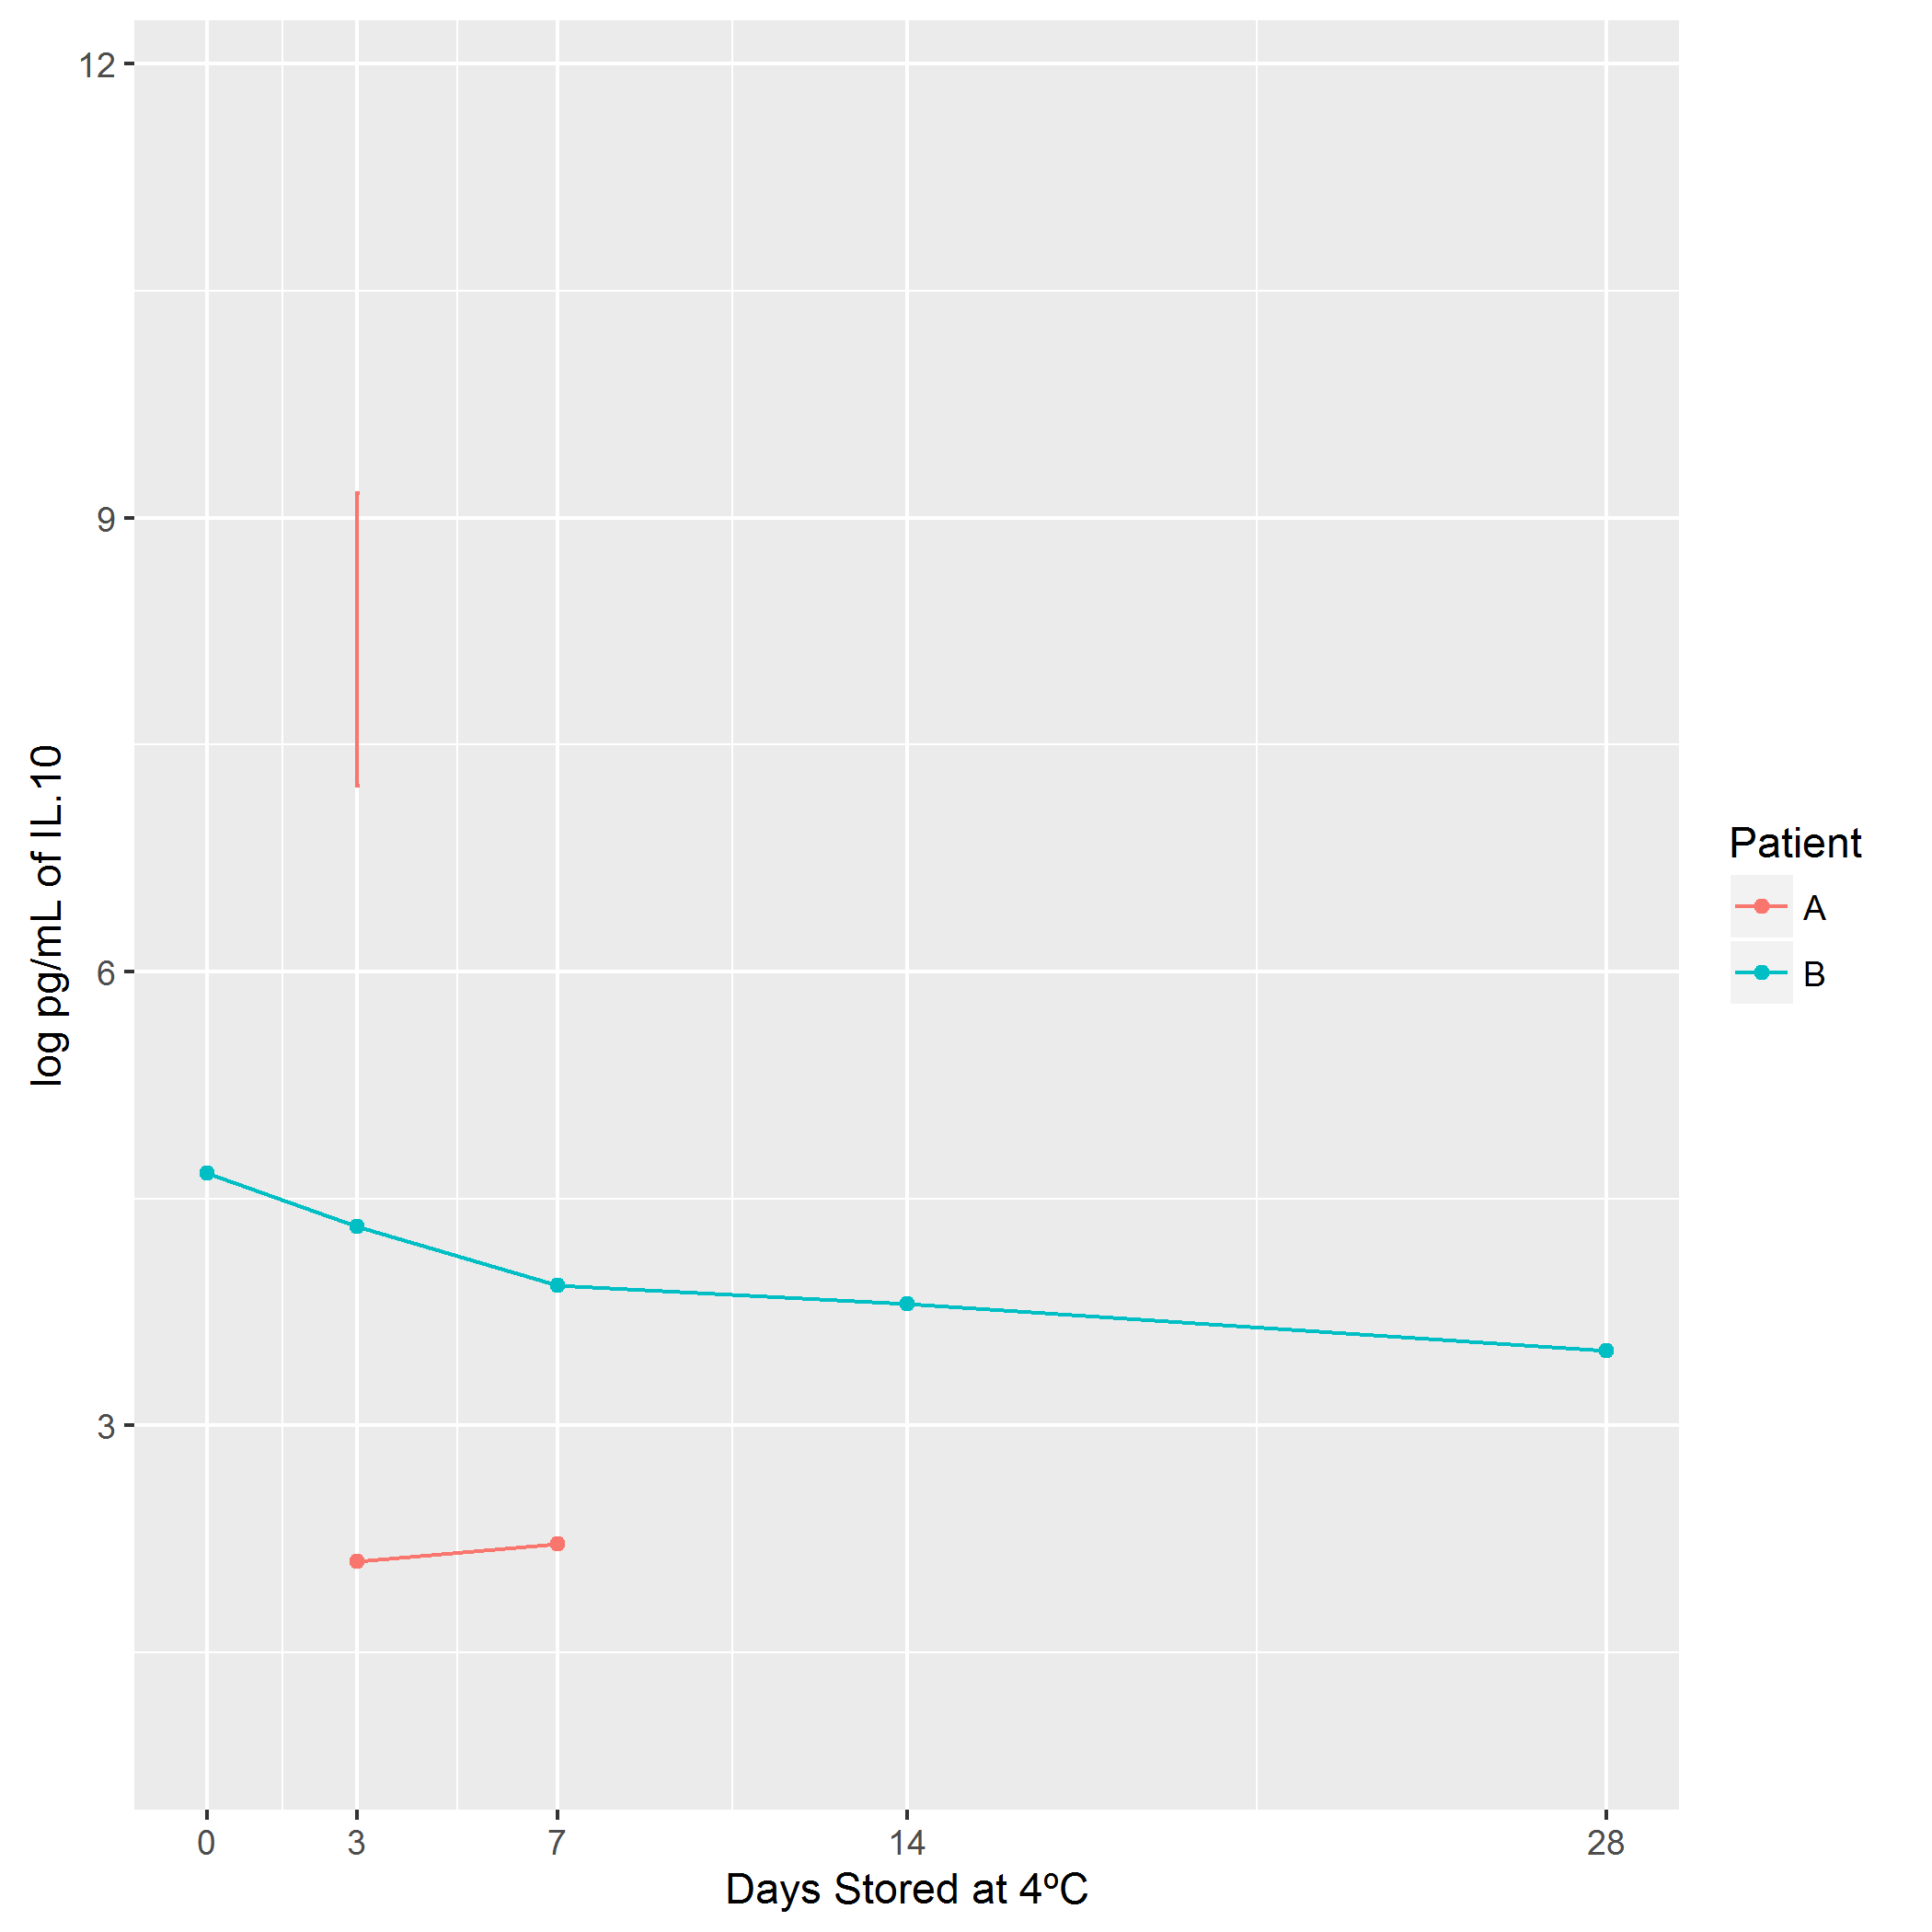 12
9
6
3
log pg/mL of IL.10
0 3 7 14 28
Days Stored at 4ºC
Patient
A
B